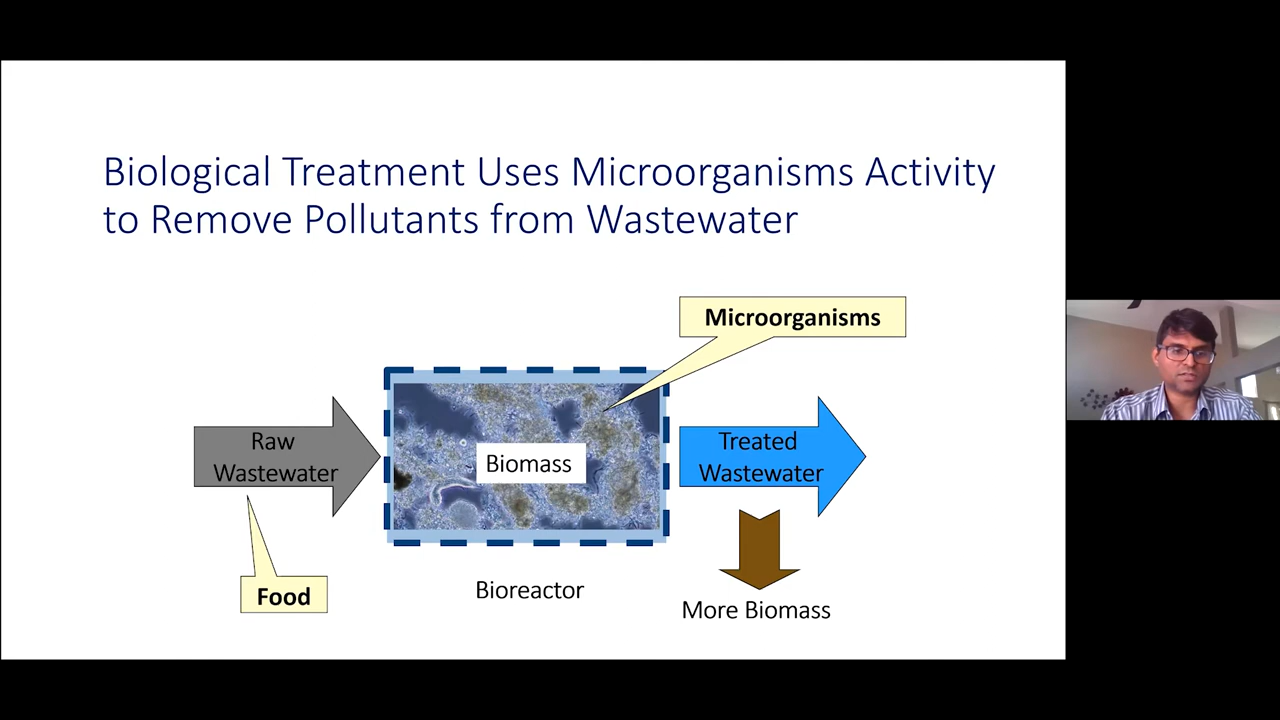 Biological Treatment Uses Microorganisms Activity
to Remove Pollutants from Wastewater
Microorganisms
Raw
Wastewater
Biomass
Treated
Wastewater
Food
Bioreactor
More Biomass